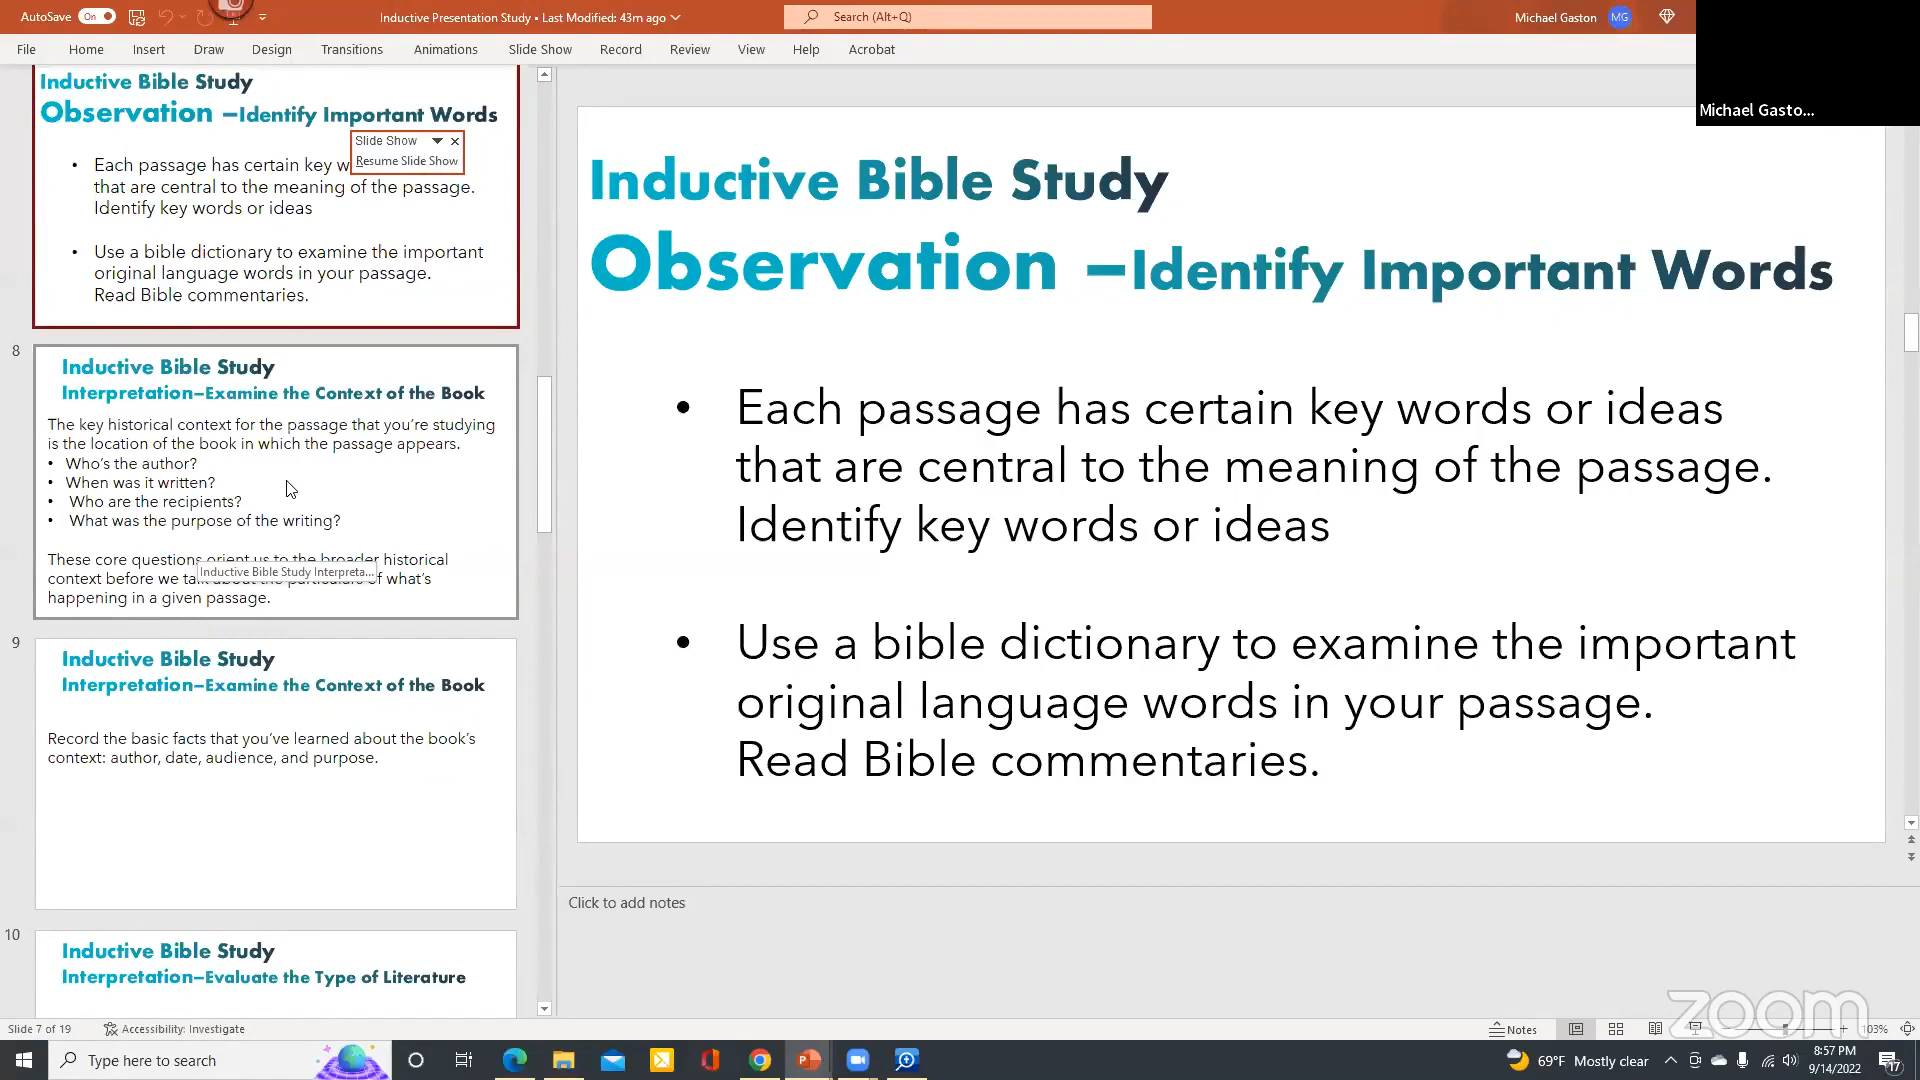 AutoSave On
Inductive Presentation Study • Last Modified: 43m ago
Search (Alt+Q)
Michael Gaston MG
File Home Insert Draw Design Transitions Animations Slide Show Record Review View Help Acrobat
Michael Gasto...
Inductive Bible Study
Observation –Identify Important Words
Slide Show
Resume Slide Show
• Each passage has certain key w
that are central to the meaning of the passage.
Identify key words or ideas
• Use a bible dictionary to examine the important
original language words in your passage.
Read Bible commentaries.
8
Inductive Bible Study
Interpretation–Examine the Context of the Book
The key historical context for the passage that you're studying
is the location of the book in which the passage appears.
• Who's the author?
• When was it written?
• Who are the recipients?
• What was the purpose of the writing?
These core questions orient us to the broader historical
Inductive Bible Study Interpreta...
context before we talk about the particulars of what's
happening in a given passage.
9
Inductive Bible Study
Interpretation–Examine the Context of the Book
Record the basic facts that you've learned about the book's
context: author, date, audience, and purpose.
10
Inductive Bible Study
Interpretation–Evaluate the Type of Literature
Inductive Bible Study
Observation –Identify Important Words
• Each passage has certain key words or ideas
that are central to the meaning of the passage.
Identify key words or ideas
• Use a bible dictionary to examine the important
original language words in your passage.
Read Bible commentaries.
Click to add notes
zoom
Slide 7 of 19
Accessibility: Investigate
Notes
103%
Type here to search
69°F Mostly clear
8:57 PM
9/14/2022
17